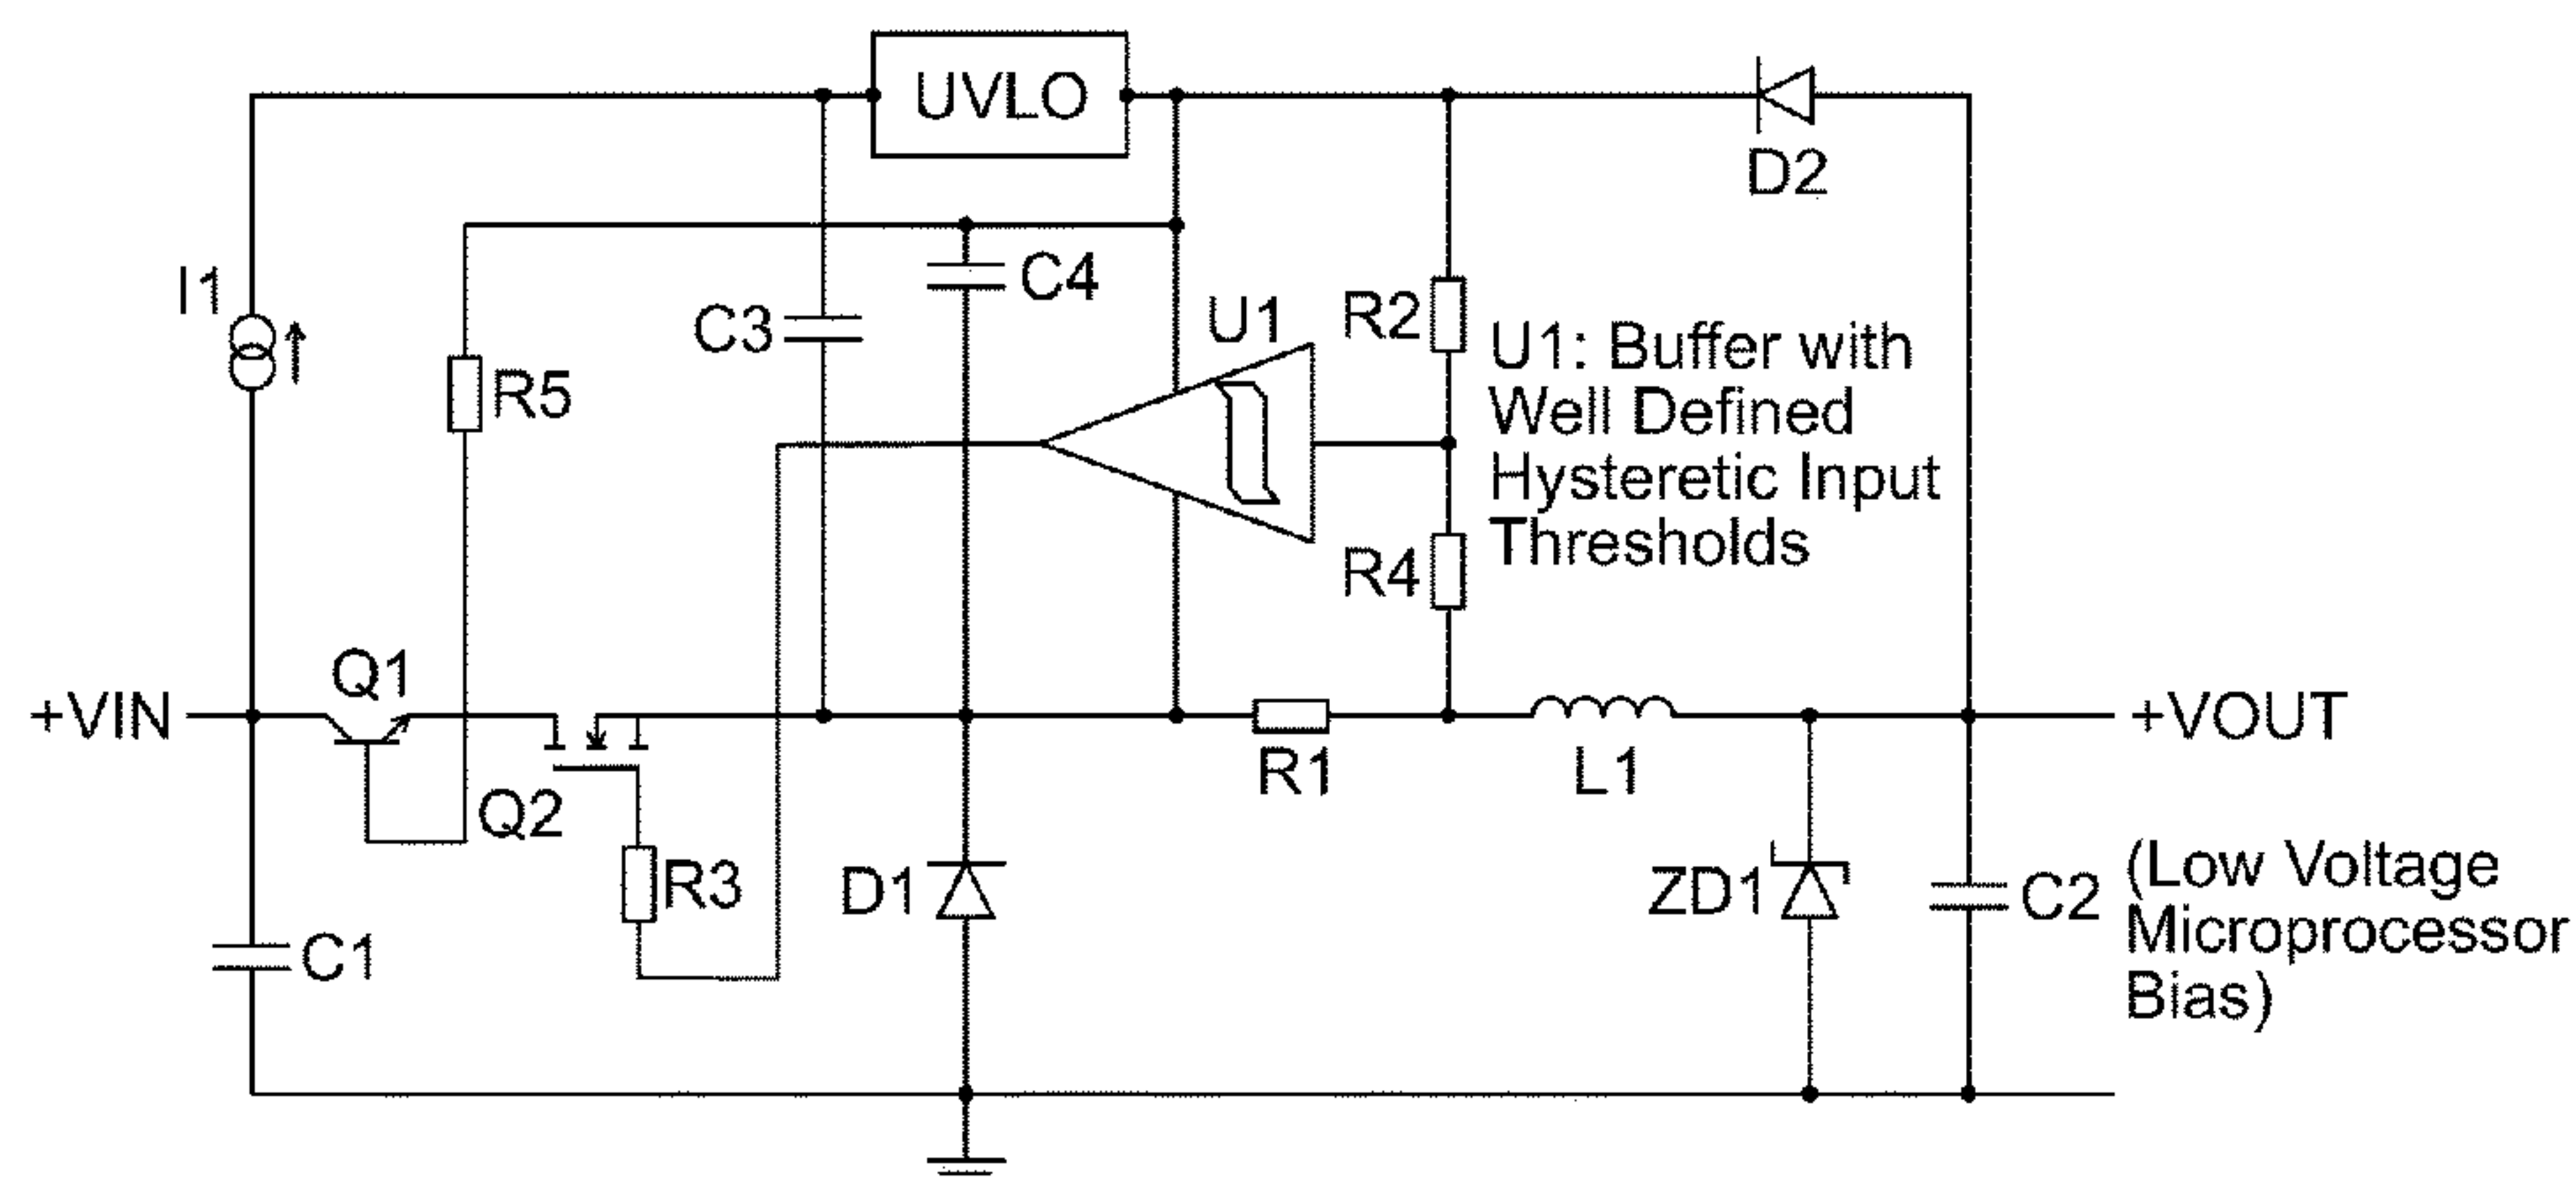 UVLO
D2
I1
C4
C3
U1
R2
R5
U1: Buffer with
Well Defined
Hysteretic Input
Thresholds
R4
Q1
+VIN
+VOUT
R1
L1
Q2
R3
D1
ZD1
C2
C1
(Low Voltage
Microprocessor
Bias)